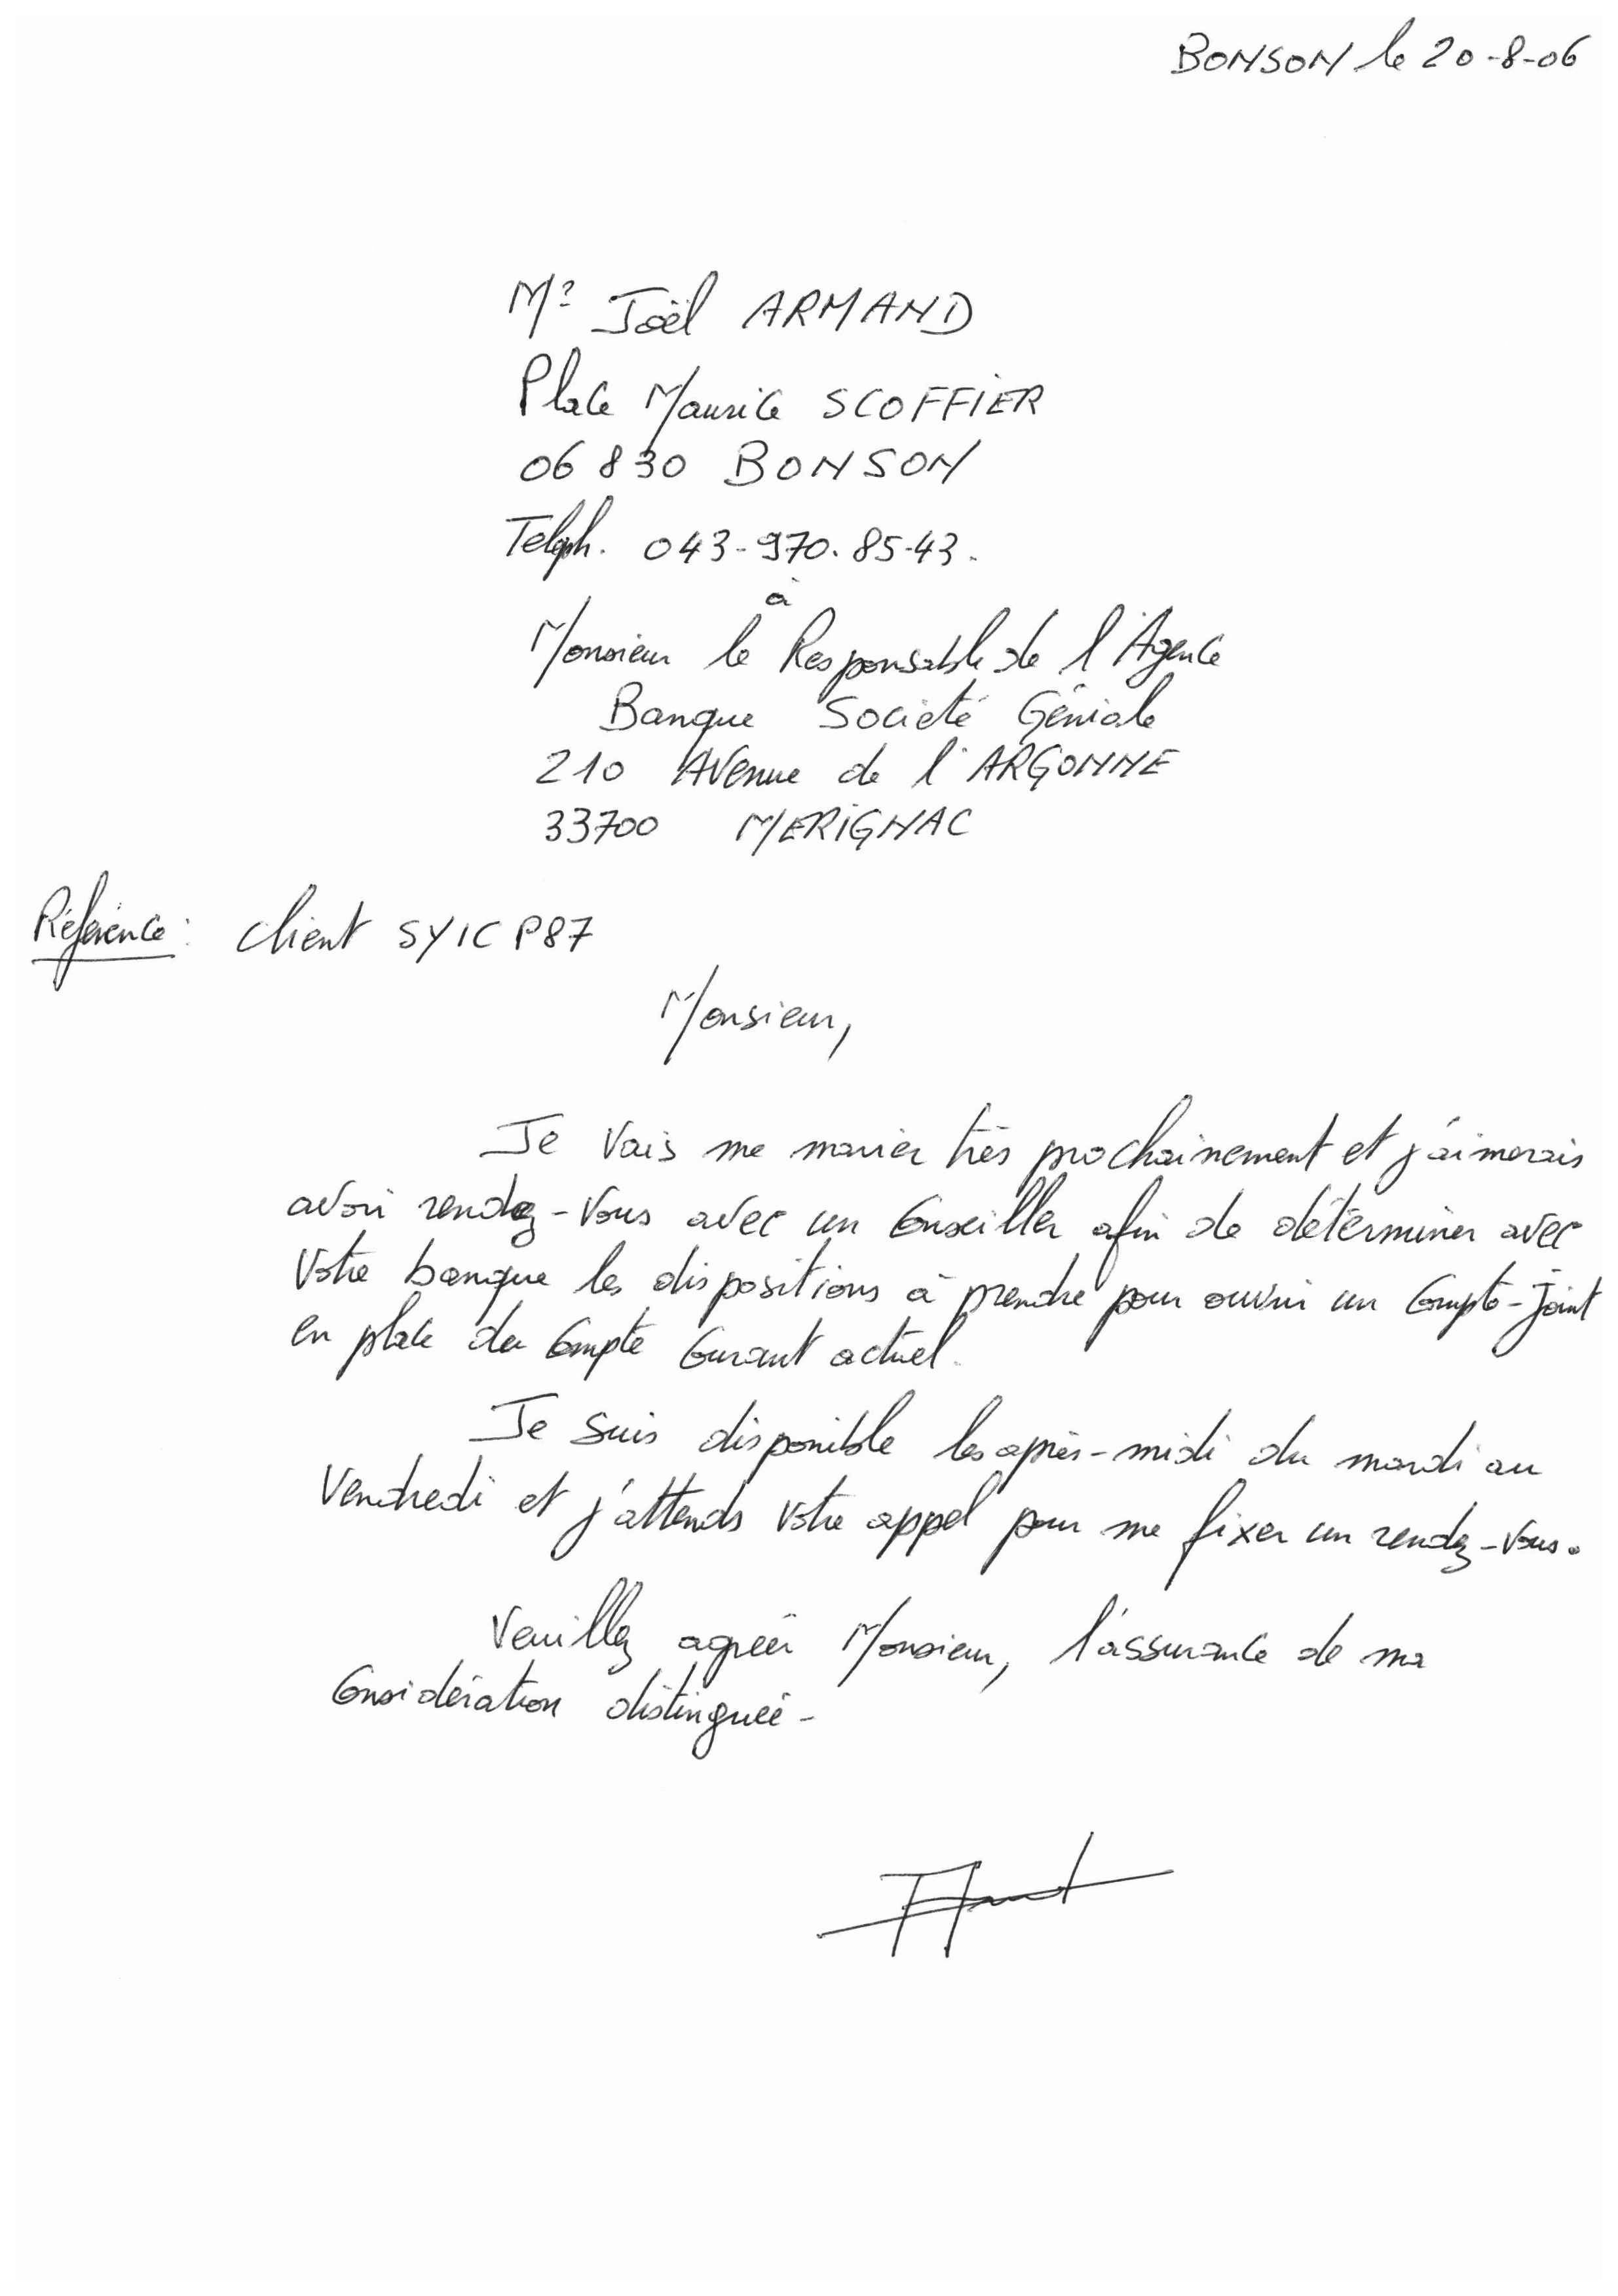 BONSON le 20-8-06
Mr Joël ARMAND
Place Maurice SCOFFIER
06 830 BONSON
Telph. 043-970.85-43.
à
Monsieur le Responsable de l'Agence
Banque Société Géniale
210 Avenue de l'ARGONNE
33700 MERIGNAC
Référence : client SYICP87
Monsieur,
Je vais me marier très prochainement et j'aimerais
avoir rendez-vous avec un Conseiller afin de déterminer avec
votre banque les dispositions à prendre pour ouvrir un Compte-joint
en place du Compte Courant actuel.
Je suis disponible les après-midi du mardi au
Vendredi et j'attends votre appel pour me fixer un rendez-vous.
Veuillez agréer Monsieur, l'assurance de ma
Considération distinguée-